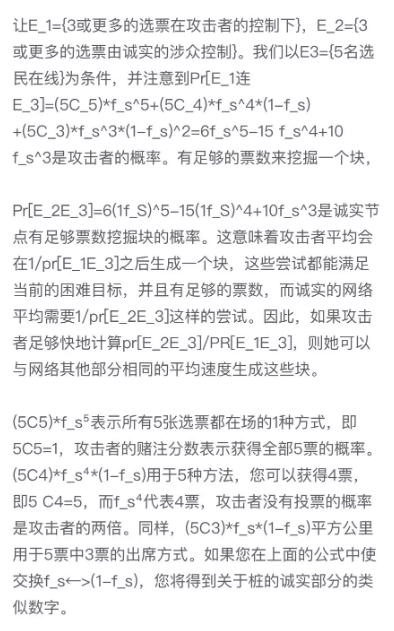 让E_1={3或更多的选票在攻击者的控制下}，E_2={3
或更多的选票由诚实的涉众控制}。我们以E3={5名选
民在线}为条件，并注意到Pr[E_1连
E_3]=(5C_5)*f_s^5+(5C_4)*f_s^4*(1–f_s)
+(5C_3)*f_s^3*(1–f_s)^2=6f_s^5–15 f_s^4+10
f_s^3是攻击者的概率。有足够的票数来挖掘一个块，
Pr[E_2E_3]=6(1f_S)^5–15(1f_S)^4+10f_s^3是诚实节
点有足够票数挖掘块的概率。这意味着攻击者平均会
在1/pr[E_1E_3]之后生成一个块，这些尝试都能满足
当前的困难目标，并且有足够的票数，而诚实的网络
平均需要1/pr[E_2E_3]这样的尝试。因此，如果攻击
者足够快地计算pr[E_2E_3]/PR[E_1E_3]，则她可以
与网络其他部分相同的平均速度生成这些块。
(5C5)*f_s⁵表示所有5张选票都在场的1种方式，即
5C5=1，攻击者的赌注分数表示获得全部5票的概率。
(5C4)*f_s⁴*(1–f_s)用于5种方法，您可以获得4票，
即5 C4=5，而f_s⁴代表4票，攻击者没有投票的概率
是攻击者的两倍。同样，(5C3)*f_s*(1–f_s)平方公里
用于5票中3票的出席方式。如果您在上面的公式中使
交换f_s<–>(1–f_s)，您将得到关于桩的诚实部分的类
似数字。